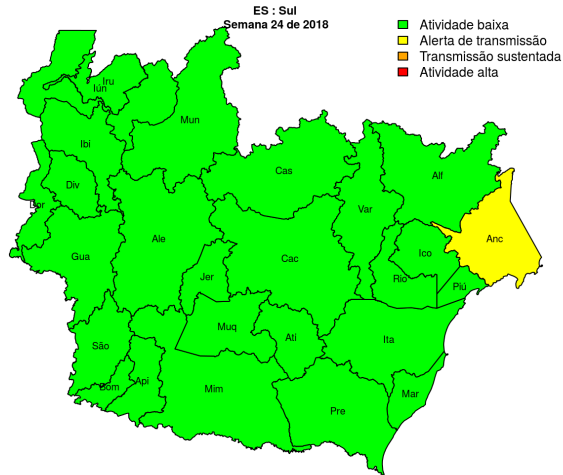 ES : Sul
Semana 24 de 2018
Atividade baixa
Alerta de transmissão
Transmissão sustentada
Atividade alta
Iru
Iún
Mun
Ibi
Cas
Alf
Div
Dor
Var
Ale
Anc
Gua
Cac
Ico
Jer
Rio
Piú
Muq
Ati
Ita
São
Dom
Api
Mim
Mar
Pre